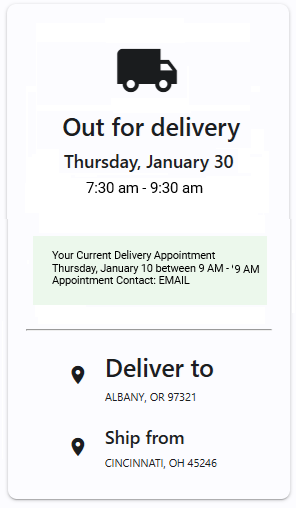 Out for delivery
Thursday, January 30
7:30 am - 9:30 am
Your Current Delivery Appointment
Thursday, January 10 between 9 AM - '9 AM
Appointment Contact: EMAIL
Deliver to
ALBANY, OR 97321
Ship from
CINCINNATI, OH 45246